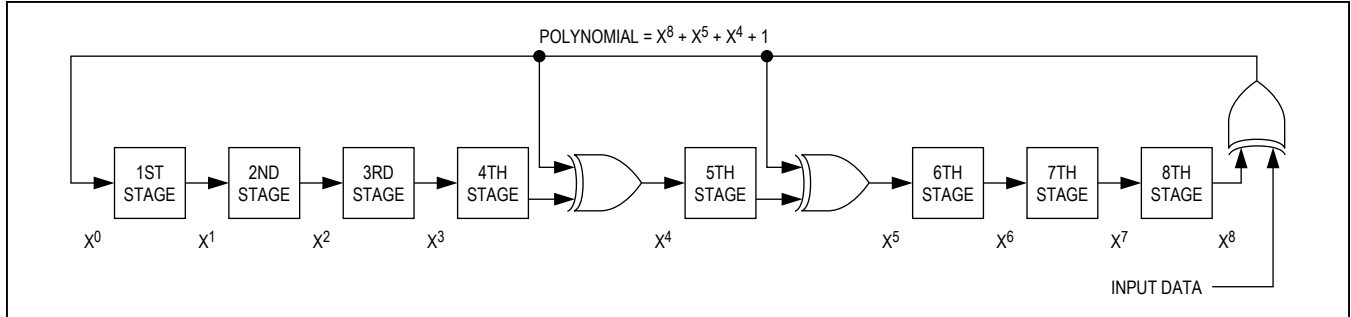 POLYNOMIAL = X⁸ + X⁵ + X⁴ + 1
1ST
STAGE
2ND
STAGE
3RD
STAGE
4TH
STAGE
5TH
STAGE
6TH
STAGE
7TH
STAGE
8TH
STAGE
X⁰
X¹
X²
X³
X⁴
X⁵
X⁶
X⁷
X⁸
INPUT DATA